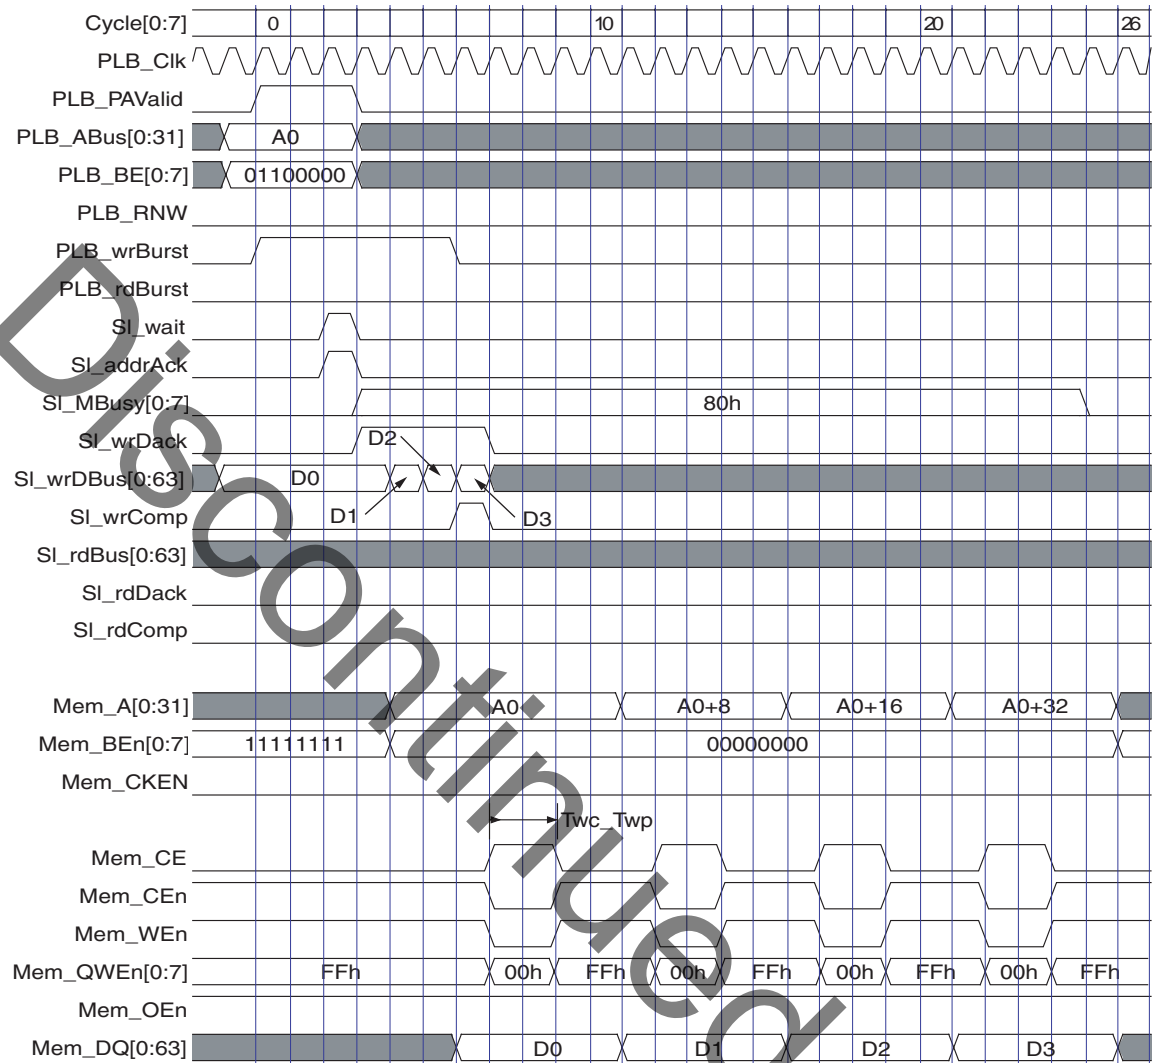 Cycle[0:7] 0 10 20 26
PLB_Clk
PLB_PAValid
PLB_ABus[0:31] A0
PLB_BE[0:7] 01100000
PLB_RNW
PLB_wrBurst
PLB_rdBurst
Sl_wait
Sl_addrAck
Sl_MBusy[0:7] 80h
Sl_wrDack D2
Sl_wrDBus[0:63] D0
Sl_wrComp D1 D3
Sl_rdBus[0:63]
Sl_rdDack
Sl_rdComp
Mem_A[0:31] A0 A0+8 A0+16 A0+32
Mem_BEn[0:7] 11111111 00000000
Mem_CKEN
Twc_Twp
Mem_CE
Mem_CEn
Mem_WEn
Mem_QWEn[0:7] FFh 00h FFh 00h FFh 00h FFh 00h FFh
Mem_OEn
Mem_DQ[0:63] D0 D1 D2 D3
Discontinued